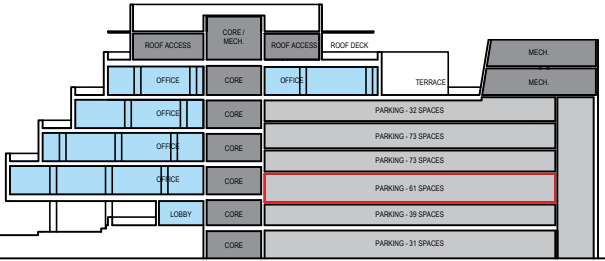 CORE /
MECH.
ROOF ACCESS
ROOF ACCESS
ROOF DECK
MECH.
OFFICE
CORE
OFFICE
TERRACE
MECH.
OFFICE
CORE
PARKING - 32 SPACES
OFFICE
CORE
PARKING - 73 SPACES
PARKING - 73 SPACES
OFFICE
CORE
PARKING - 61 SPACES
LOBBY
CORE
PARKING - 39 SPACES
CORE
PARKING - 31 SPACES